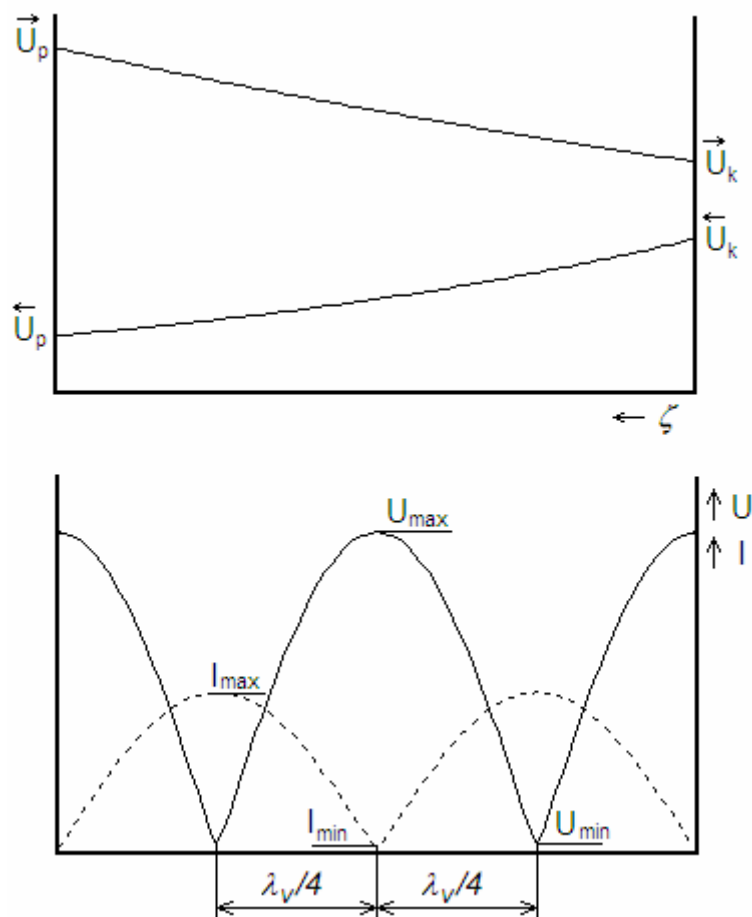 U⃗p
U⃗k
U⃖k
U⃖p
← ζ
↑ U
Umax
↑ I
Imax
Imin
Umin
λv/4
λv/4